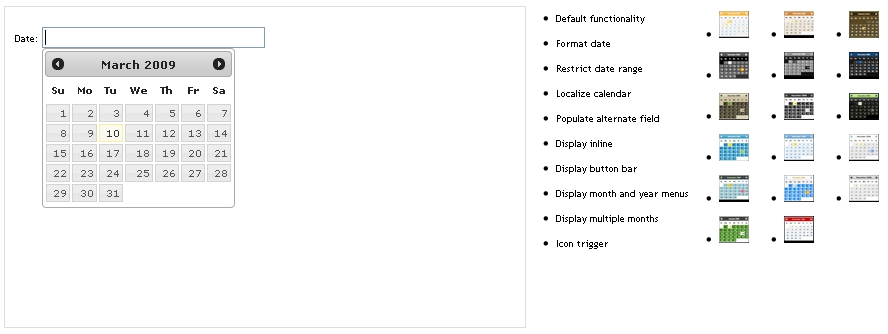 Date:
March 2009
Su Mo Tu We Th Fr Sa
1 2 3 4 5 6 7
8 9 10 11 12 13 14
15 16 17 18 19 20 21
22 23 24 25 26 27 28
29 30 31
Default functionality
Format date
Restrict date range
Localize calendar
Populate alternate field
Display inline
Display button bar
Display month and year menus
Display multiple months
Icon trigger